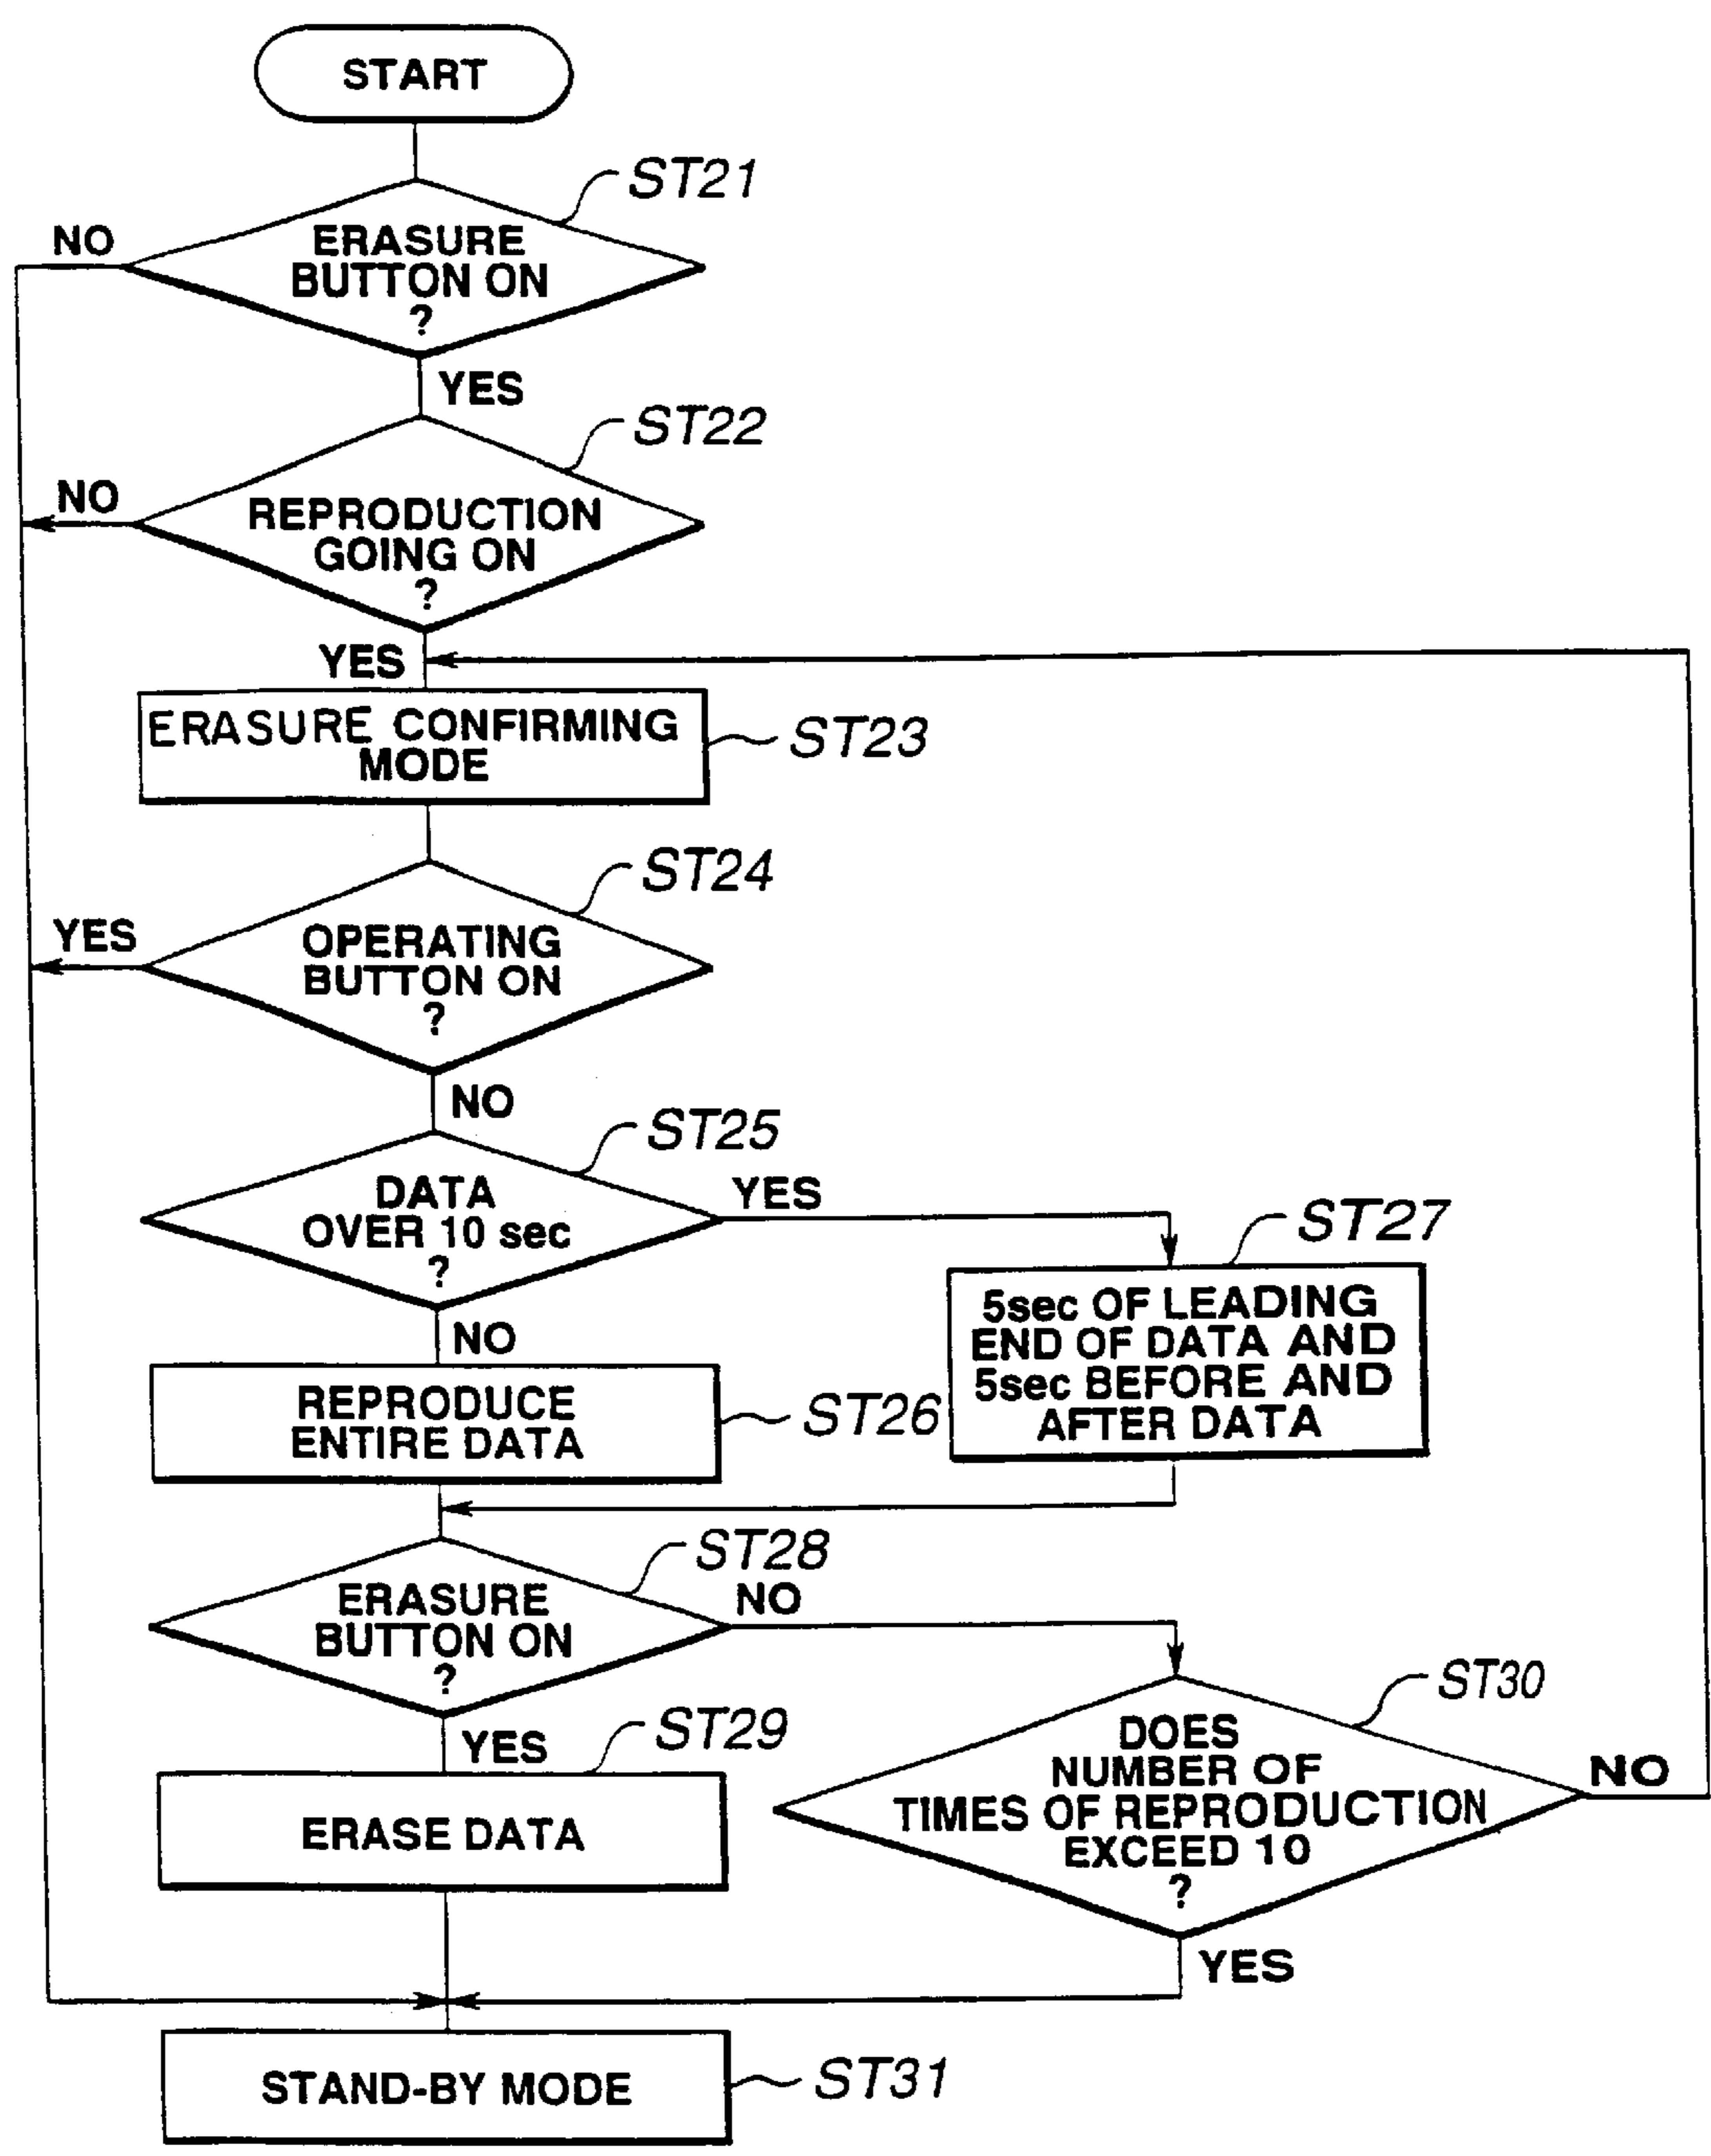 START
ST21
NO
ERASURE
BUTTON ON
?
YES
ST22
NO
REPRODUCTION
GOING ON
?
YES
ERASURE CONFIRMING
MODE
ST23
ST24
YES
OPERATING
BUTTON ON
?
NO
ST25
DATA
OVER 10 sec
?
YES
ST27
5sec OF LEADING
END OF DATA AND
5sec BEFORE AND
AFTER DATA
NO
REPRODUCE
ENTIRE DATA
ST26
ST28
ERASURE
BUTTON ON
?
NO
ST30
DOES
NUMBER OF
TIMES OF REPRODUCTION
EXCEED 10
?
NO
YES
YES
ST29
ERASE DATA
STAND-BY MODE
ST31